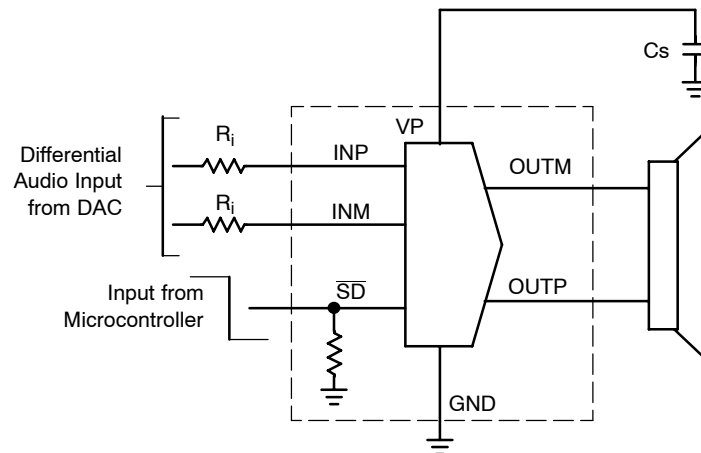 Cs
VP
Differential
Audio Input
from DAC
Ri
INP
OUTM
Ri
INM
Input from
Microcontroller
SD
OUTP
GND